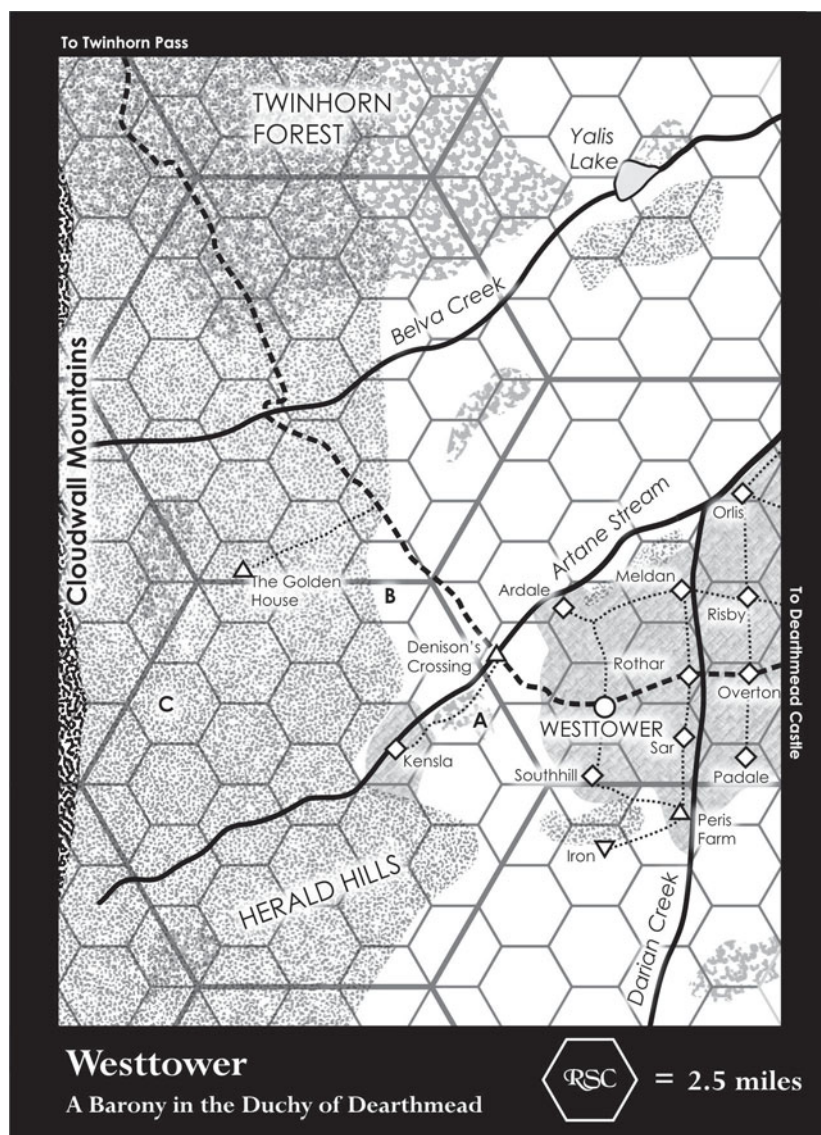 To Twinhorn Pass
TWINHORN
FOREST
Yalis
Lake
Belva Creek
Cloudwall Mountains
Artane Stream
Orlis
The Golden
House
B
Ardale
Meldan
Risby
To Dearthmead Castle
Denison's
Crossing
Rothar
C
A
Overton
WESTTOWER
Kensla
Sar
Southhill
Padale
Peris
Farm
Iron
HERALD HILLS
Darian Creek
Westtower
A Barony in the Duchy of Dearthmead
RSC = 2.5 miles